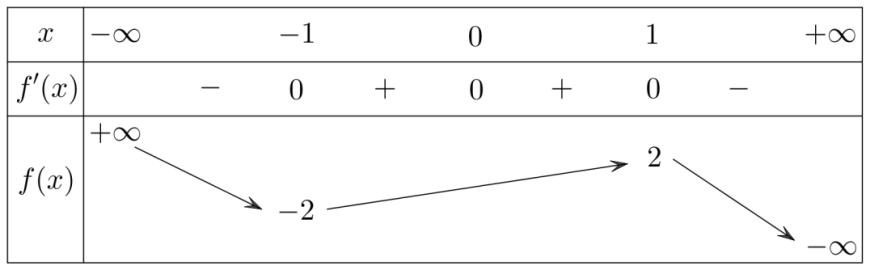 x −∞ −1 0 1 +∞
f′(x) − 0 + 0 + 0 −
+∞ 2
f(x)
−2
−∞